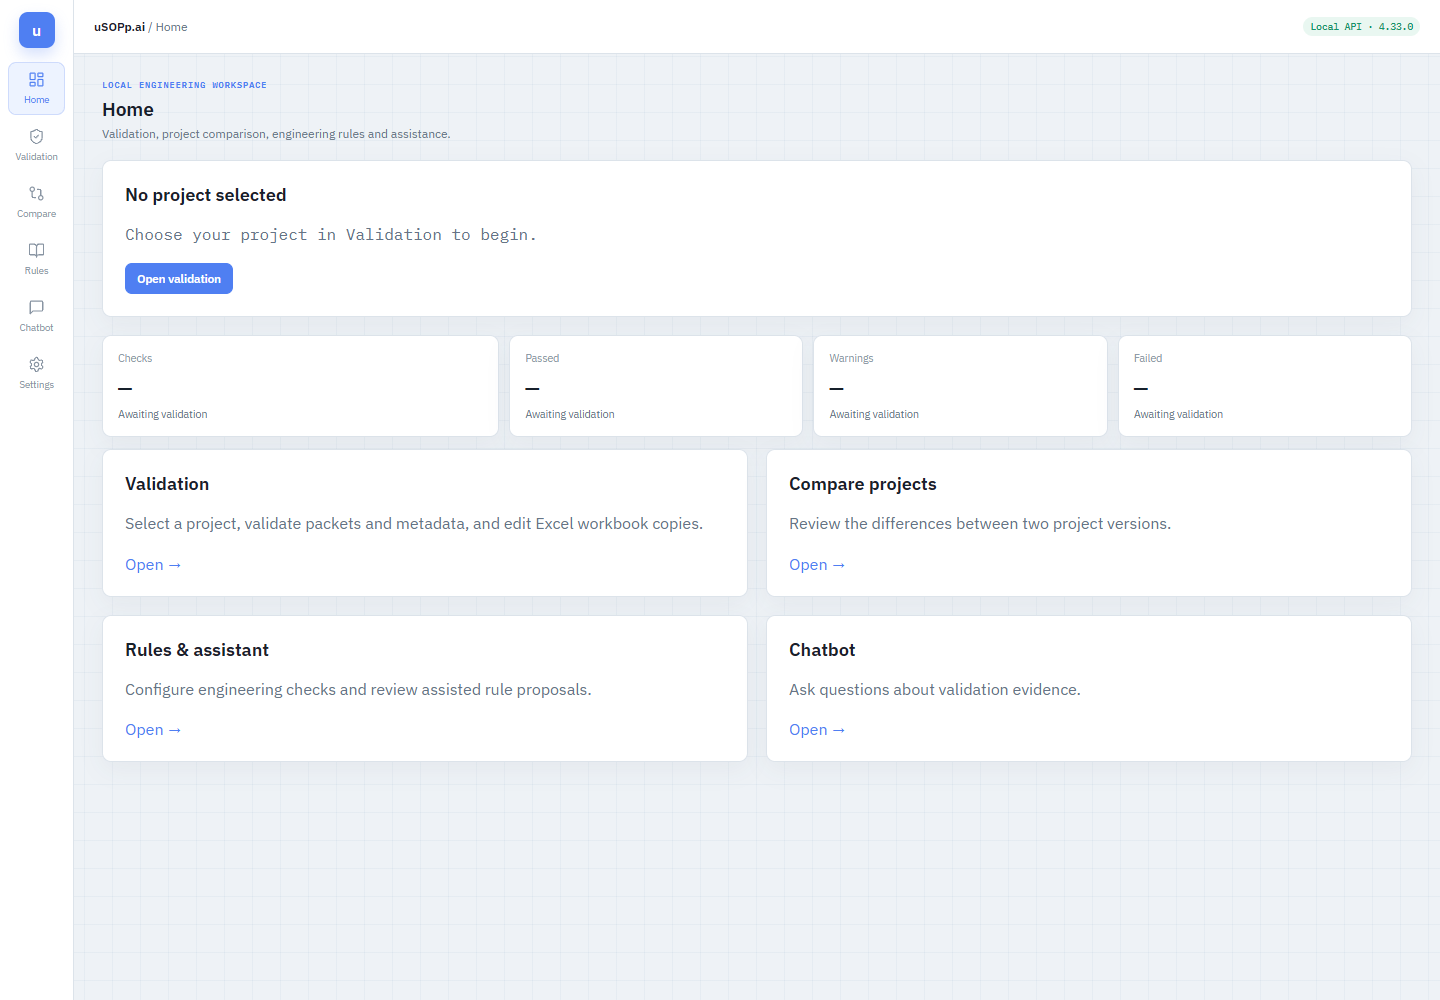 u
uSOPp.ai / Home
Local API · 4.33.0
Home
Validation
Compare
Rules
Chatbot
Settings
LOCAL ENGINEERING WORKSPACE
Home
Validation, project comparison, engineering rules and assistance.
No project selected
Choose your project in Validation to begin.
Open validation
Checks
—
Awaiting validation
Passed
—
Awaiting validation
Warnings
—
Awaiting validation
Failed
—
Awaiting validation
Validation
Select a project, validate packets and metadata, and edit Excel workbook copies.
Open →
Compare projects
Review the differences between two project versions.
Open →
Rules & assistant
Configure engineering checks and review assisted rule proposals.
Open →
Chatbot
Ask questions about validation evidence.
Open →